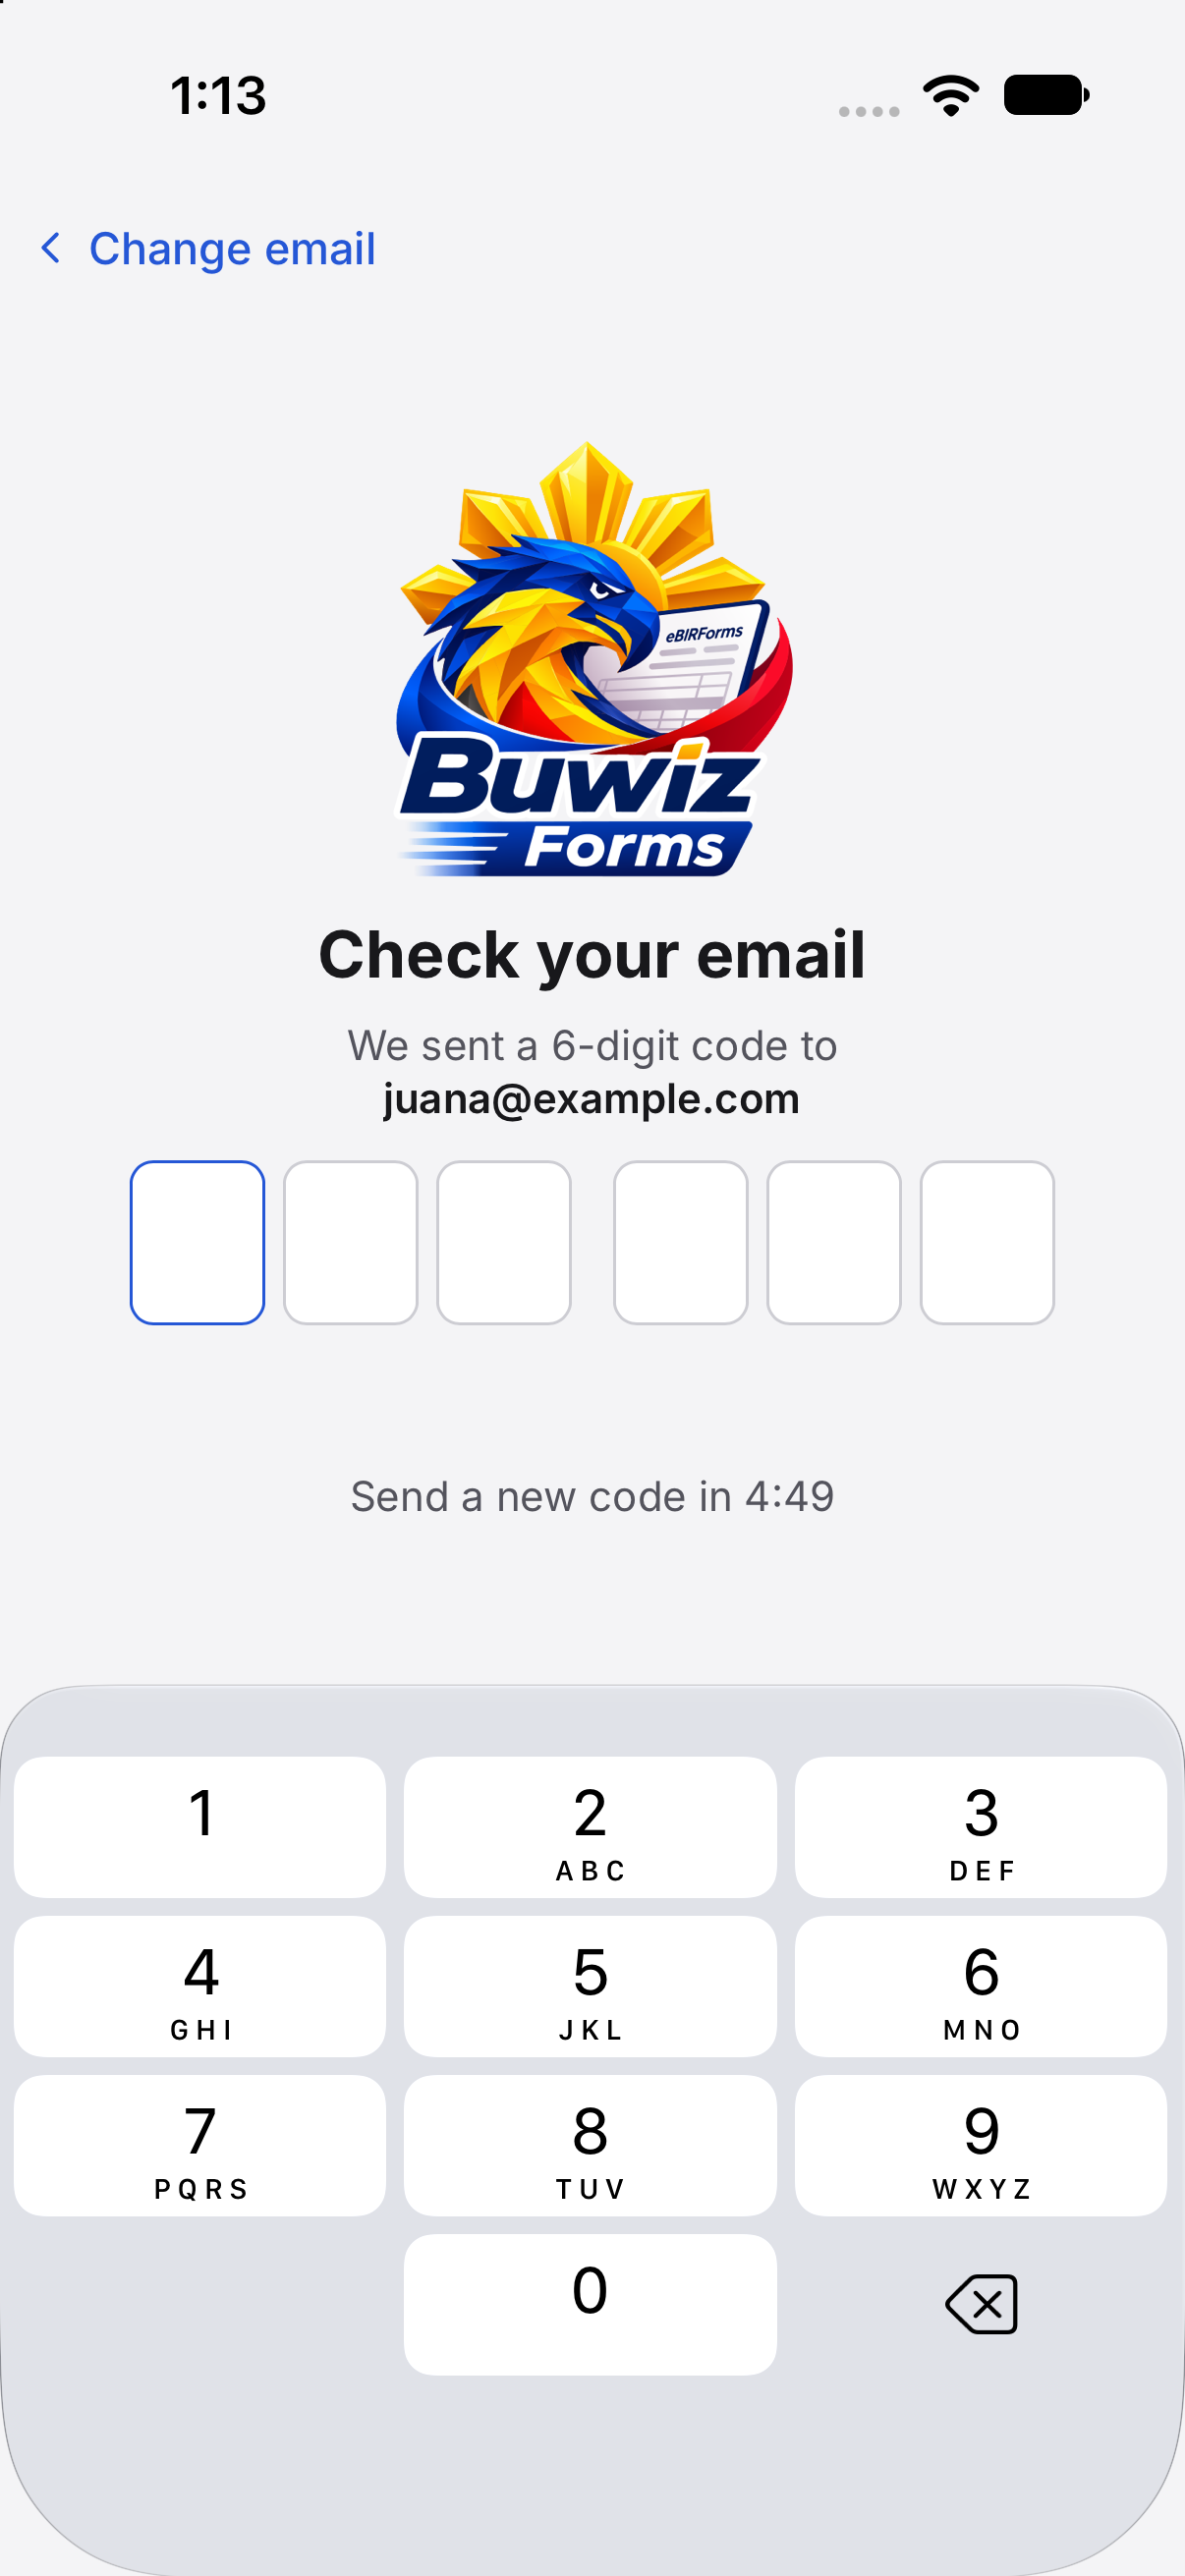 1:13
Change email
eBIRForms
Buwiz
Forms
Check your email
We sent a 6-digit code to
juana@example.com
Send a new code in 4:49
1
2
3
ABC
DEF
4
5
6
GHI
JKL
MNO
7
8
9
PQRS
TUV
WXYZ
0